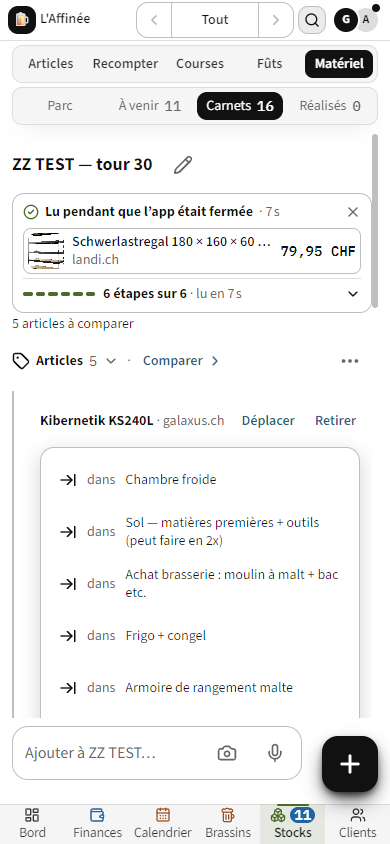 L'Affinée
Tout
G
A
Articles
Recompter
Courses
Fûts
Matériel
Parc
À venir 11
Carnets 16
Réalisés 0
ZZ TEST — tour 30
Lu pendant que l'app était fermée · 7 s
Schwerlastregal 180 × 160 × 60 ...
79,95 CHF
landi.ch
6 étapes sur 6 · lu en 7 s
5 articles à comparer
Articles 5 · Comparer
Kibernetik KS240L · galaxus.ch
Déplacer
Retirer
dans Chambre froide
dans Sol — matières premières + outils
(peut faire en 2x)
dans Achat brasserie : moulin à malt + bac
etc.
dans Frigo + congel
dans Armoire de rangement malte
Ajouter à ZZ TEST…
Bord
Finances
Calendrier
Brassins
11
Stocks
Clients